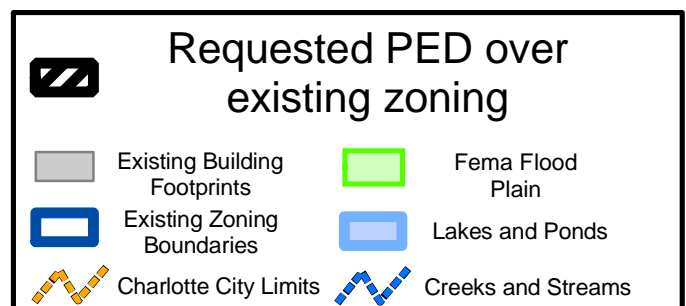 Requested PED over
existing zoning
Existing Building
Footprints
Fema Flood
Plain
Existing Zoning
Boundaries
Lakes and Ponds
Charlotte City Limits
Creeks and Streams